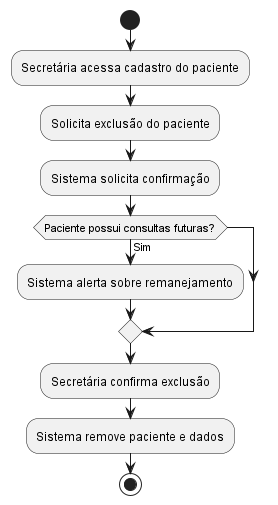 Secretária acessa cadastro do paciente
Solicita exclusão do paciente
Sistema solicita confirmação
Paciente possui consultas futuras?
Sim
Sistema alerta sobre remanejamento
Secretária confirma exclusão
Sistema remove paciente e dados